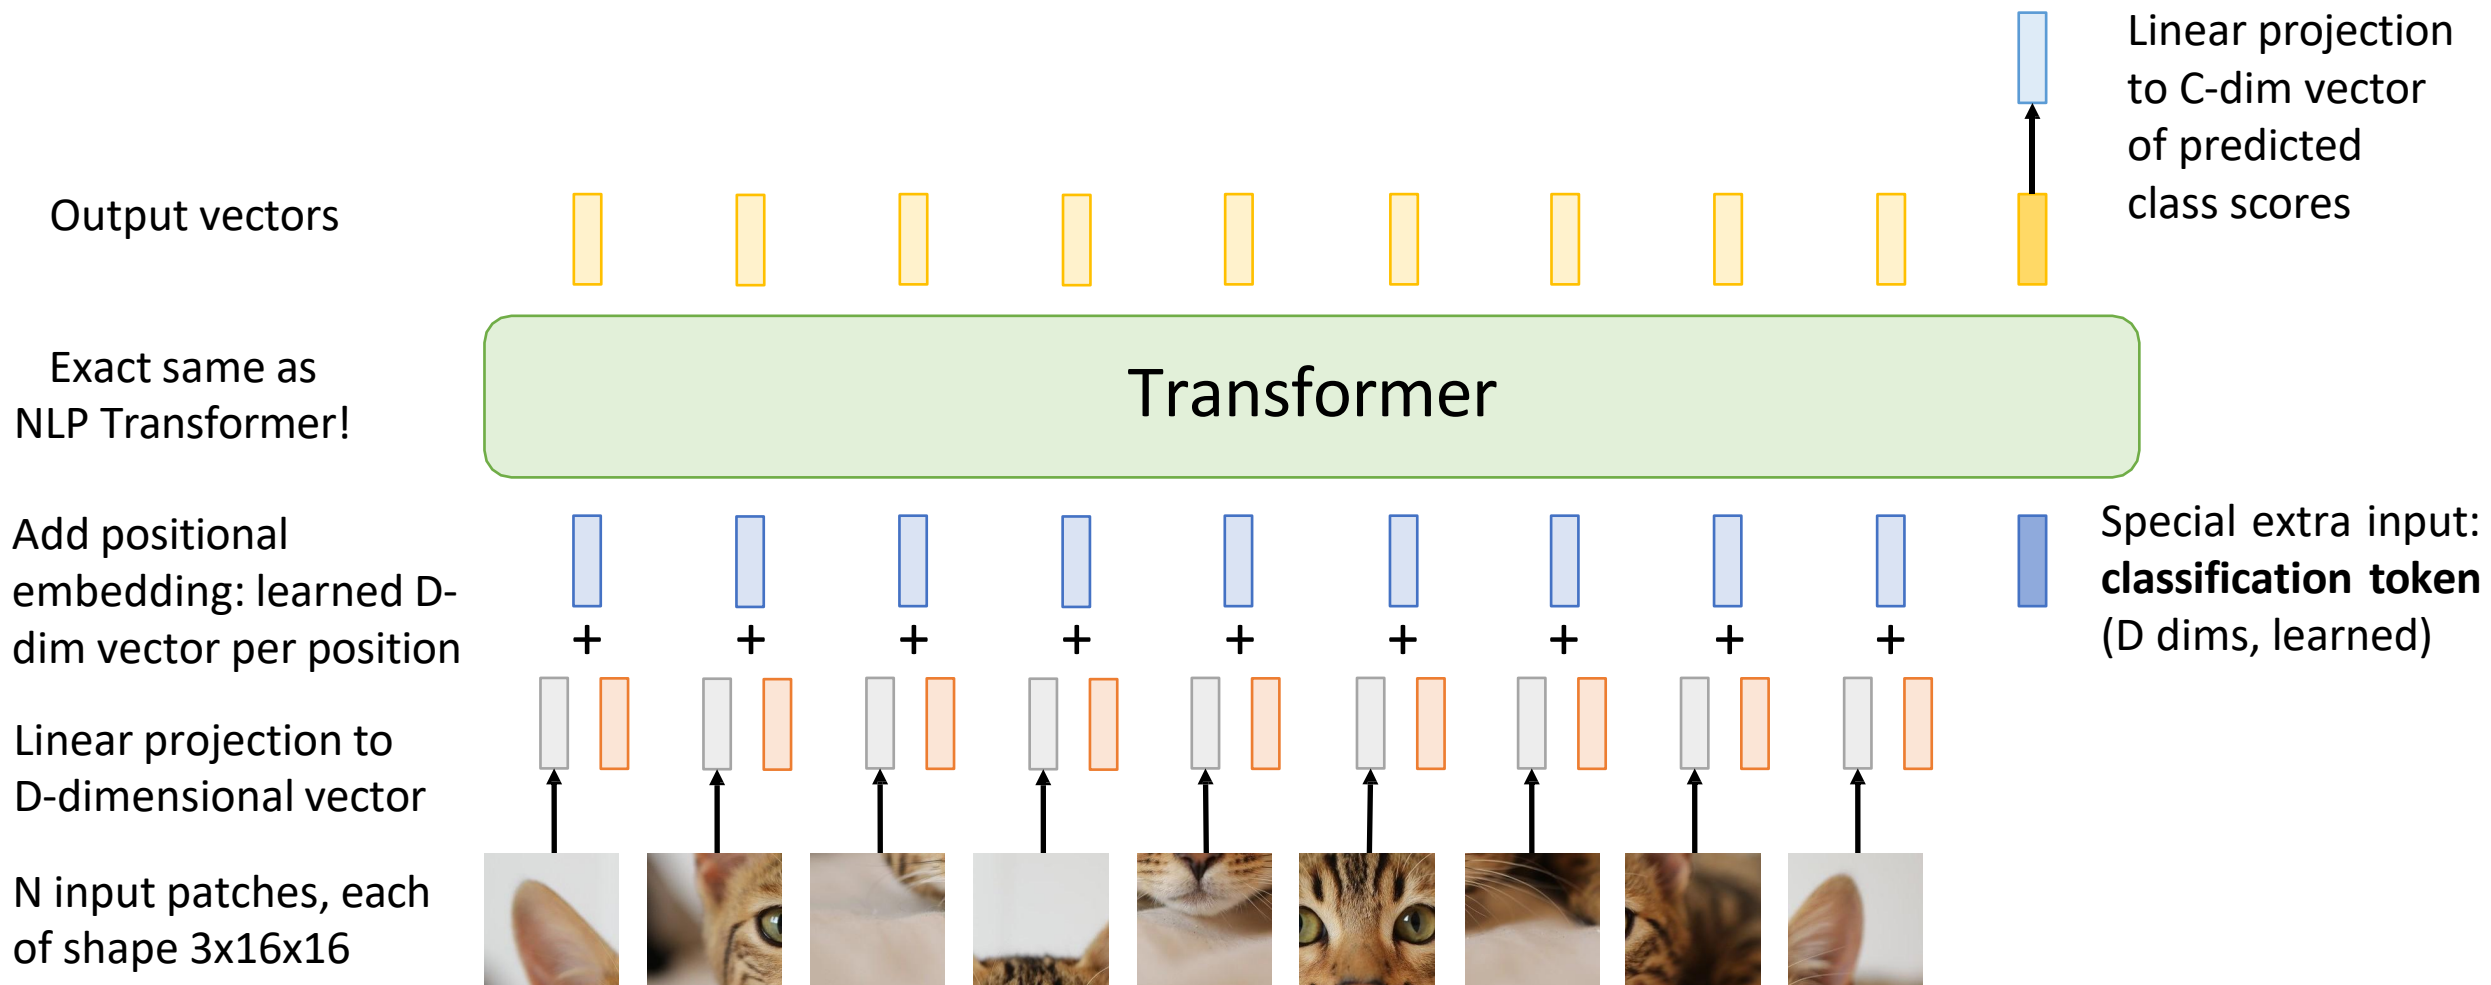 Linear projection
to C-dim vector
of predicted
class scores
Output vectors
Exact same as
NLP Transformer!
Transformer
Add positional
embedding: learned D-
dim vector per position
+ + + + + + + + +
Special extra input:
classification token
(D dims, learned)
Linear projection to
D-dimensional vector
N input patches, each
of shape 3x16x16